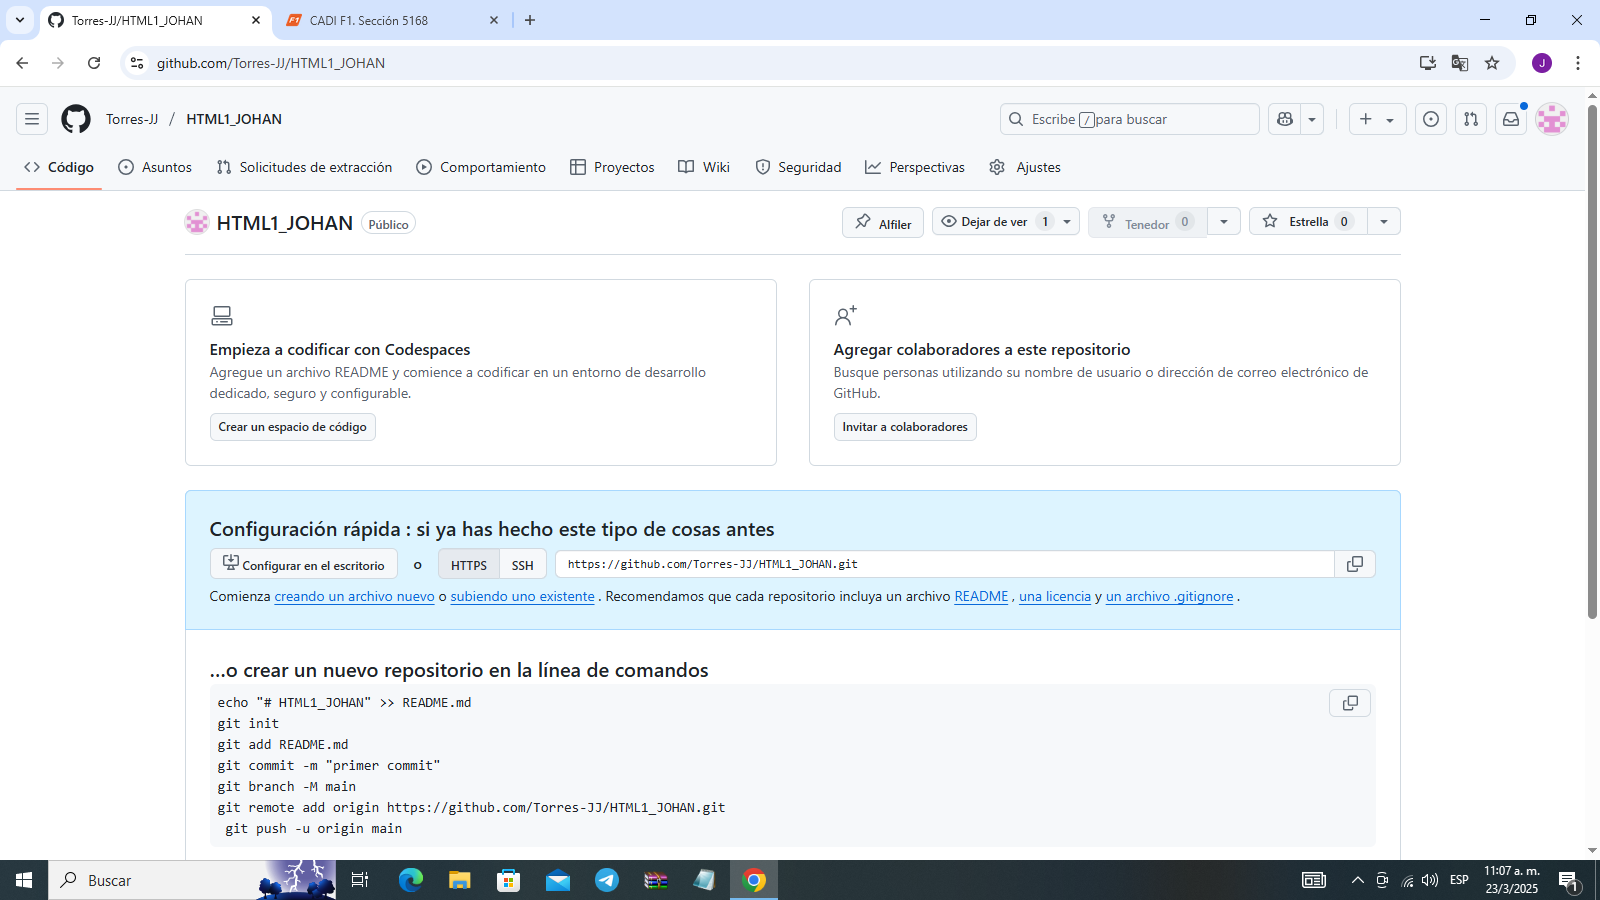 Torres-JJ/HTML1_JOHAN
CADI F1. Sección 5168
github.com/Torres-JJ/HTML1_JOHAN
J
Torres-JJ / HTML1_JOHAN
Escribe / para buscar
Código
Asuntos
Solicitudes de extracción
Comportamiento
Proyectos
Wiki
Seguridad
Perspectivas
Ajustes
HTML1_JOHAN
Público
Alfiler
Dejar de ver 1
Tenedor 0
Estrella 0
Empieza a codificar con Codespaces
Agregue un archivo README y comience a codificar en un entorno de desarrollo
dedicado, seguro y configurable.
Crear un espacio de código
Agregar colaboradores a este repositorio
Busque personas utilizando su nombre de usuario o dirección de correo electrónico de
GitHub.
Invitar a colaboradores
Configuración rápida : si ya has hecho este tipo de cosas antes
Configurar en el escritorio o HTTPS SSH https://github.com/Torres-JJ/HTML1_JOHAN.git
Comienza creando un archivo nuevo o subiendo uno existente . Recomendamos que cada repositorio incluya un archivo README , una licencia y un archivo .gitignore .
...o crear un nuevo repositorio en la línea de comandos
echo "# HTML1_JOHAN" >> README.md
git init
git add README.md
git commit -m "primer commit"
git branch -M main
git remote add origin https://github.com/Torres-JJ/HTML1_JOHAN.git
git push -u origin main
Buscar
ESP
11:07 a. m.
23/3/2025
1